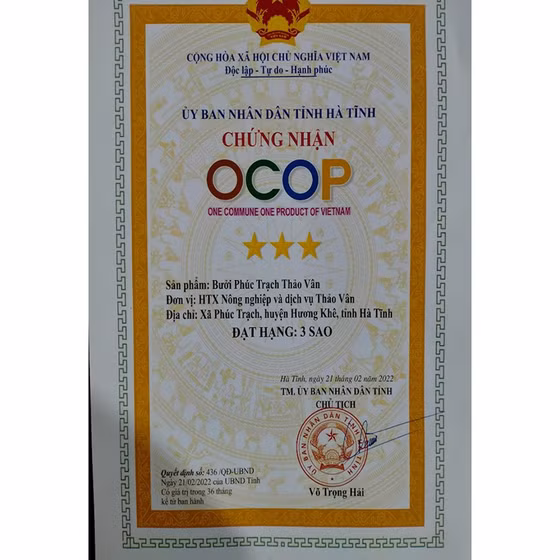 CỘNG HÒA XÃ HỘI CHỦ NGHĨA VIỆT NAM
Độc lập - Tự do - Hạnh phúc
ỦY BAN NHÂN DÂN TỈNH HÀ TĨNH
CHỨNG NHẬN
OCOP
ONE COMMUNE ONE PRODUCT OF VIETNAM
Sản phẩm: Bưởi Phúc Trạch Thảo Vân
Đơn vị: HTX Nông nghiệp và dịch vụ Thảo Vân
Địa chỉ: Xã Phúc Trạch, huyện Hương Khê, tỉnh Hà Tĩnh
ĐẠT HẠNG: 3 SAO
Hà Tĩnh, ngày 21 tháng 02 năm 2022
TM. ỦY BAN NHÂN DÂN TỈNH
CHỦ TỊCH
ỦY BAN NHÂN DÂN TỈNH
Võ Trọng Hải
Quyết định số: 436 /QĐ-UBND
Ngày 21/02/2022 của UBND Tỉnh
Có giá trị trong 36 tháng
kể từ ban hành